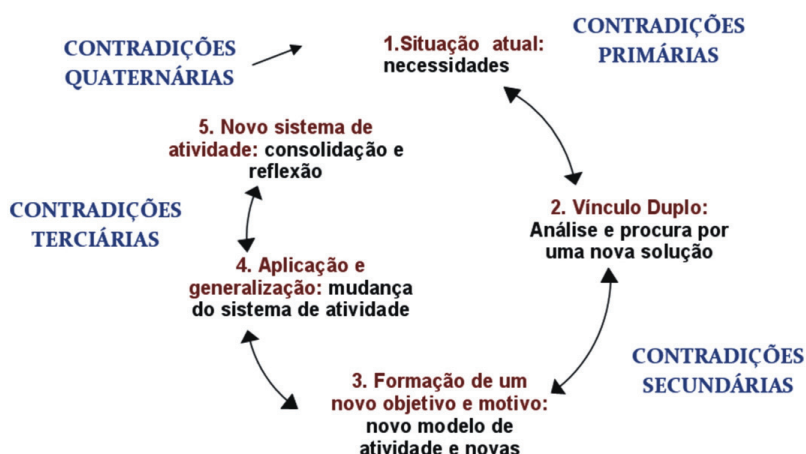 CONTRADIÇÕES
PRIMÁRIAS
1.Situação atual:
necessidades
CONTRADIÇÕES
QUATERNÁRIAS
5. Novo sistema de
atividade: consolidação e
reflexão
2. Vínculo Duplo:
Análise e procura por
uma nova solução
CONTRADIÇÕES
TERCIÁRIAS
4. Aplicação e
generalização: mudança
do sistema de atividade
CONTRADIÇÕES
SECUNDÁRIAS
3. Formação de um
novo objetivo e motivo:
novo modelo de
atividade e novas